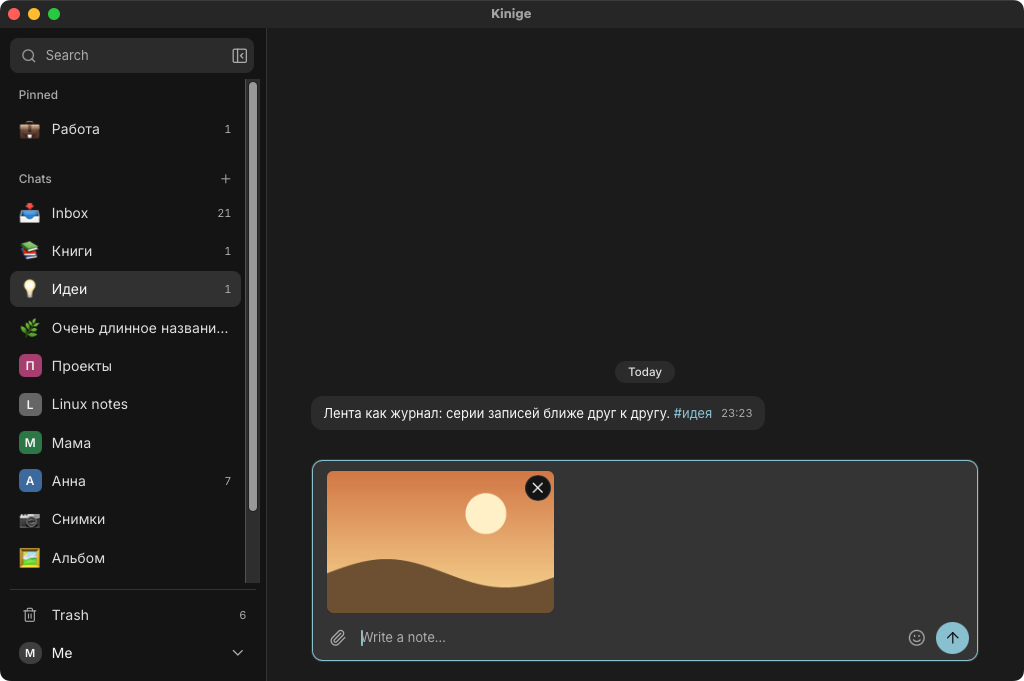 Kinige
Search
Pinned
Работа 1
Chats
Inbox 21
Книги 1
Идеи 1
Очень длинное названи...
П Проекты
L Linux notes
М Мама
А Анна 7
Снимки
Альбом
Trash 6
M Me
Today
Лента как журнал: серии записей ближе друг к другу. #идея 23:23
Write a note...